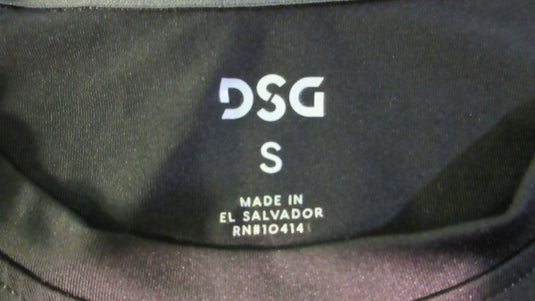 DSG
S
MADE IN
EL SALVADOR
RN#10414